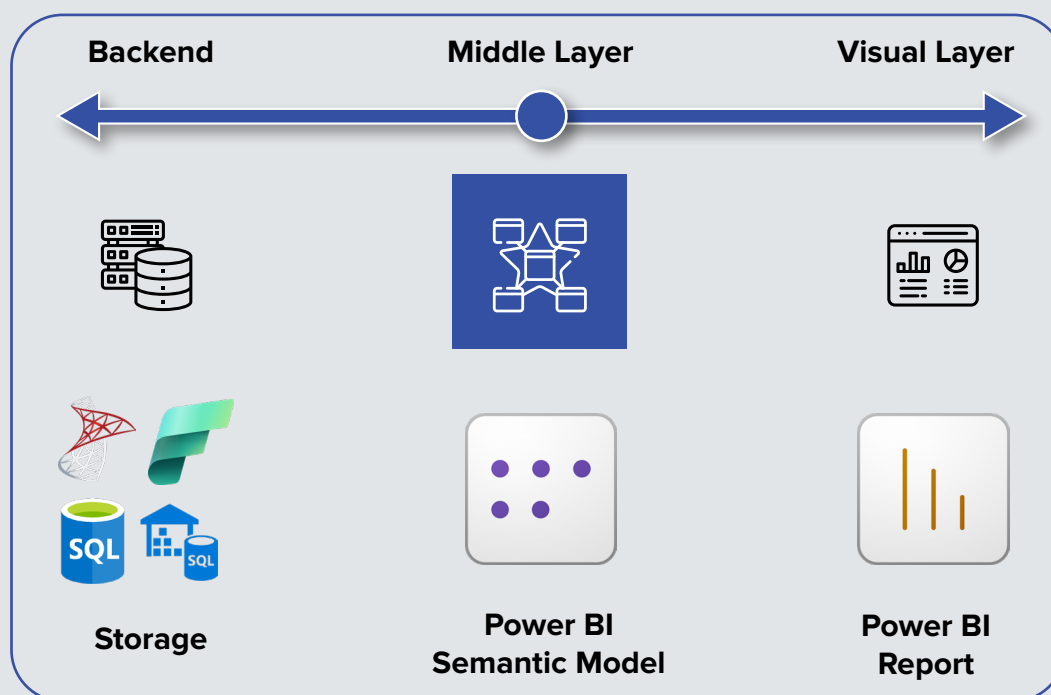 Backend
Middle Layer
Visual Layer
SQL
SQL
Storage
Power BI
Semantic Model
Power BI
Report